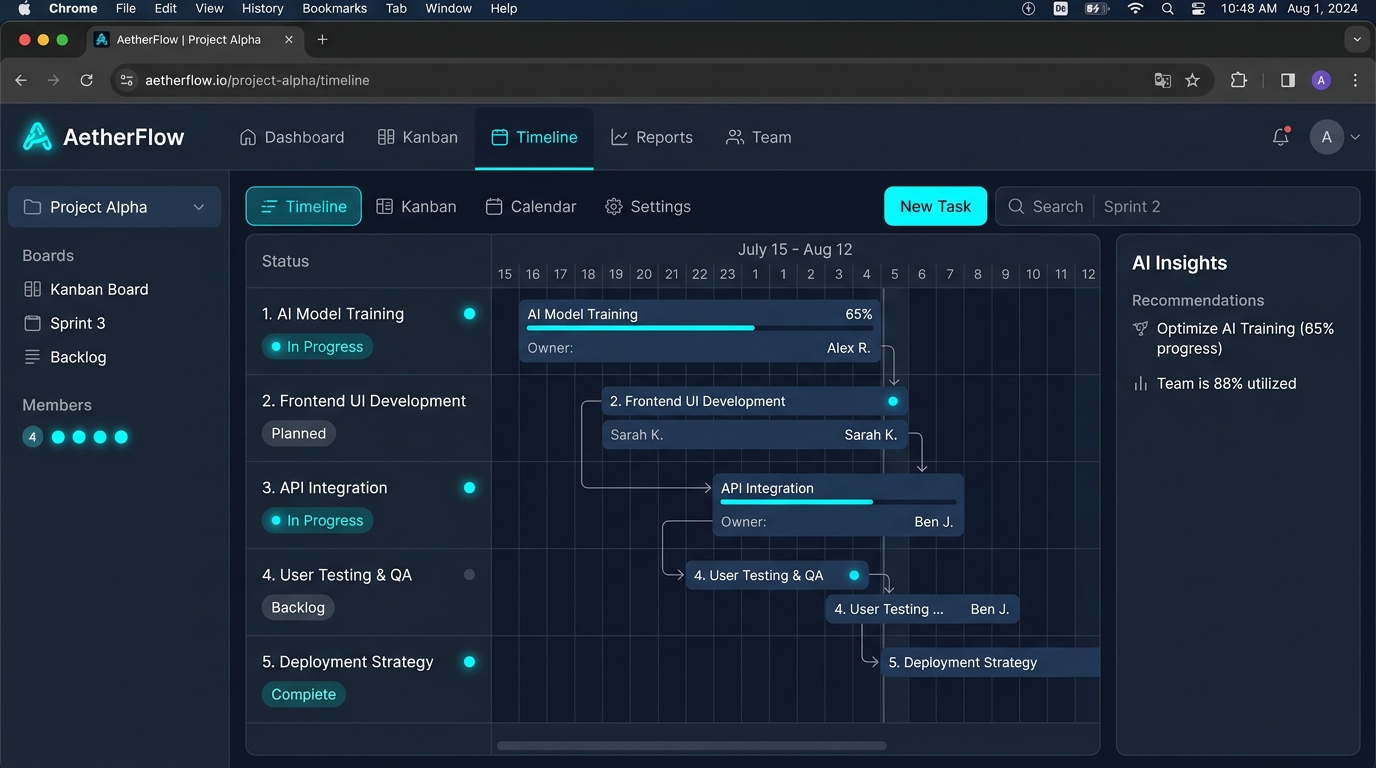 Chrome File Edit View History Bookmarks Tab Window Help De 10:48 AM Aug 1, 2024
AetherFlow | Project Alpha
aetherflow.io/project-alpha/timeline A
AetherFlow Dashboard Kanban Timeline Reports Team A
Project Alpha
Boards
Kanban Board
Sprint 3
Backlog
Members
4
Timeline Kanban Calendar Settings New Task Search Sprint 2
July 15 - Aug 12
Status
15 16 17 18 19 20 21 22 23 1 1 2 3 4 5 6 7 8 9 10 11 12
1. AI Model Training
In Progress
AI Model Training 65%
Owner: Alex R.
2. Frontend UI Development
Planned
2. Frontend UI Development
Sarah K. Sarah K.
3. API Integration
In Progress
API Integration
Owner: Ben J.
4. User Testing & QA
Backlog
4. User Testing & QA
4. User Testing ... Ben J.
5. Deployment Strategy
Complete
5. Deployment Strategy
AI Insights
Recommendations
Optimize AI Training (65%
progress)
Team is 88% utilized